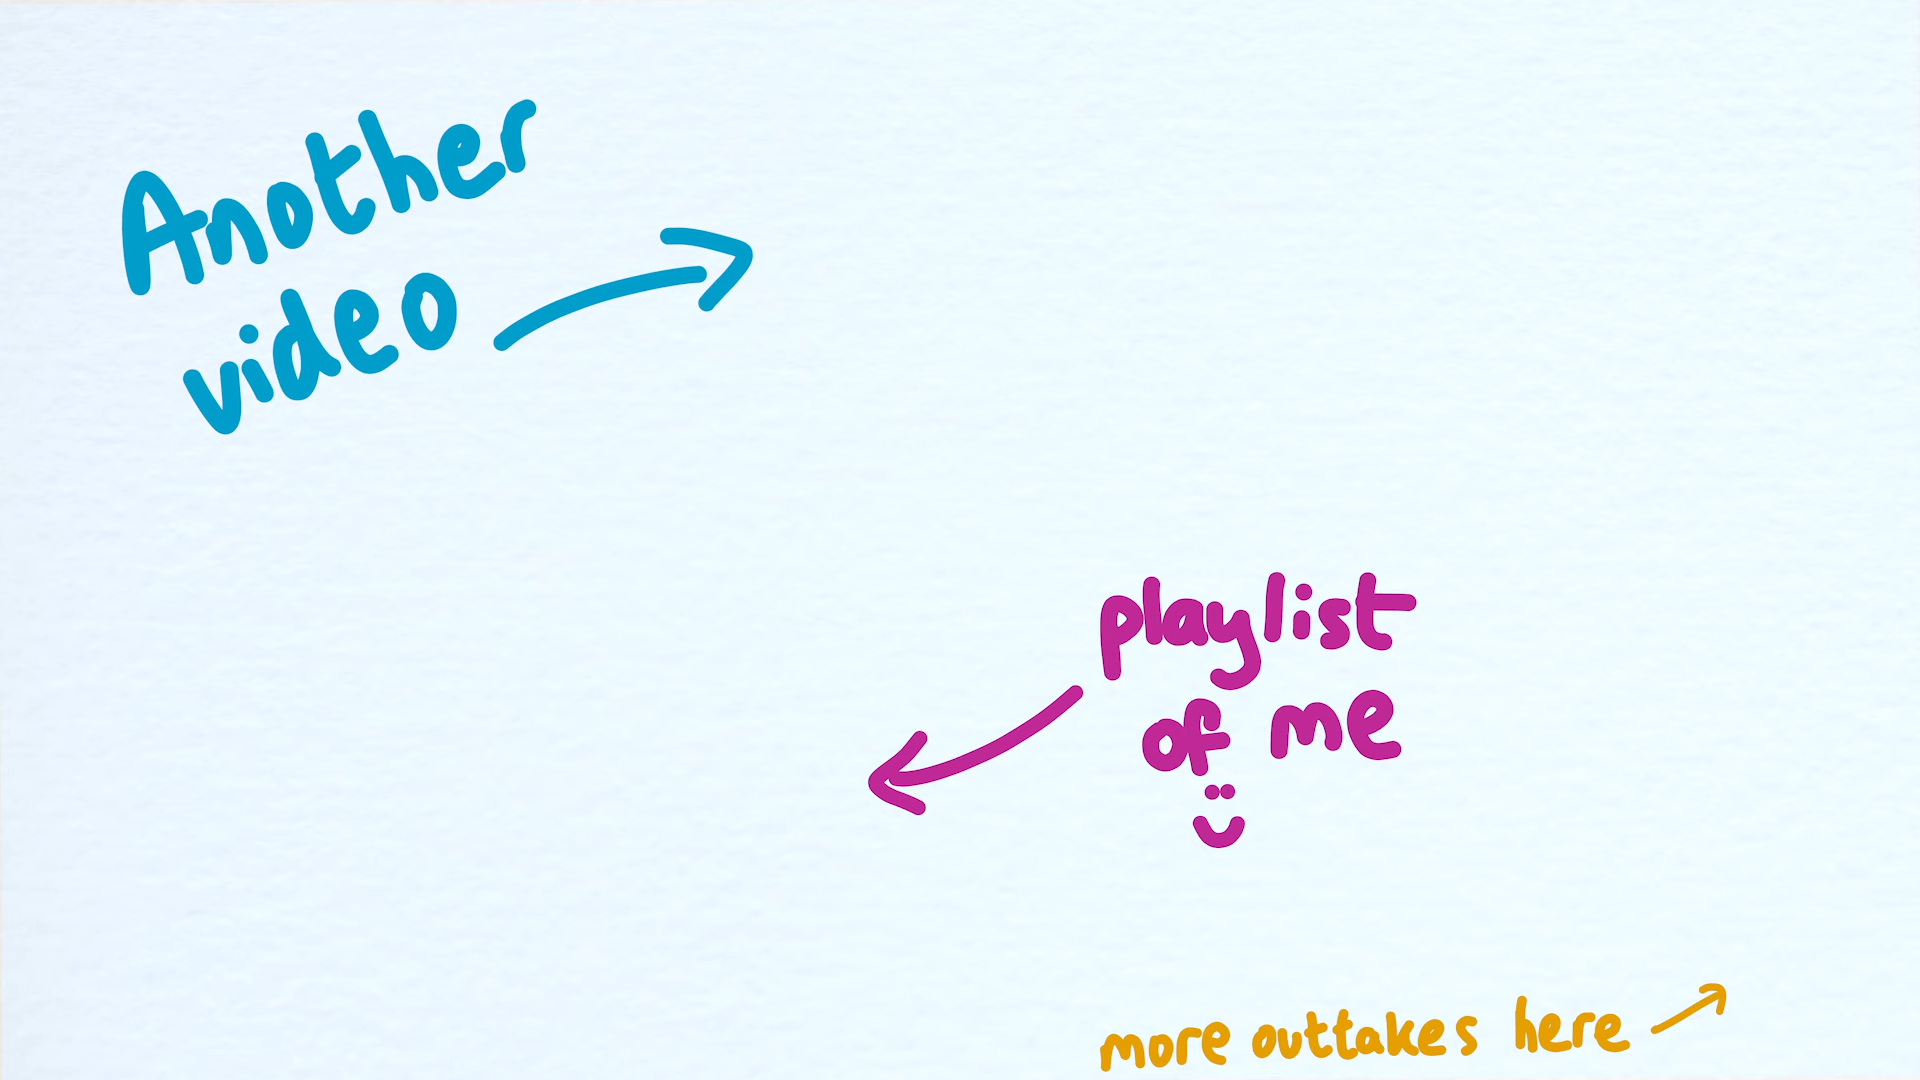 Another
video
playlist
of me
more outtakes here